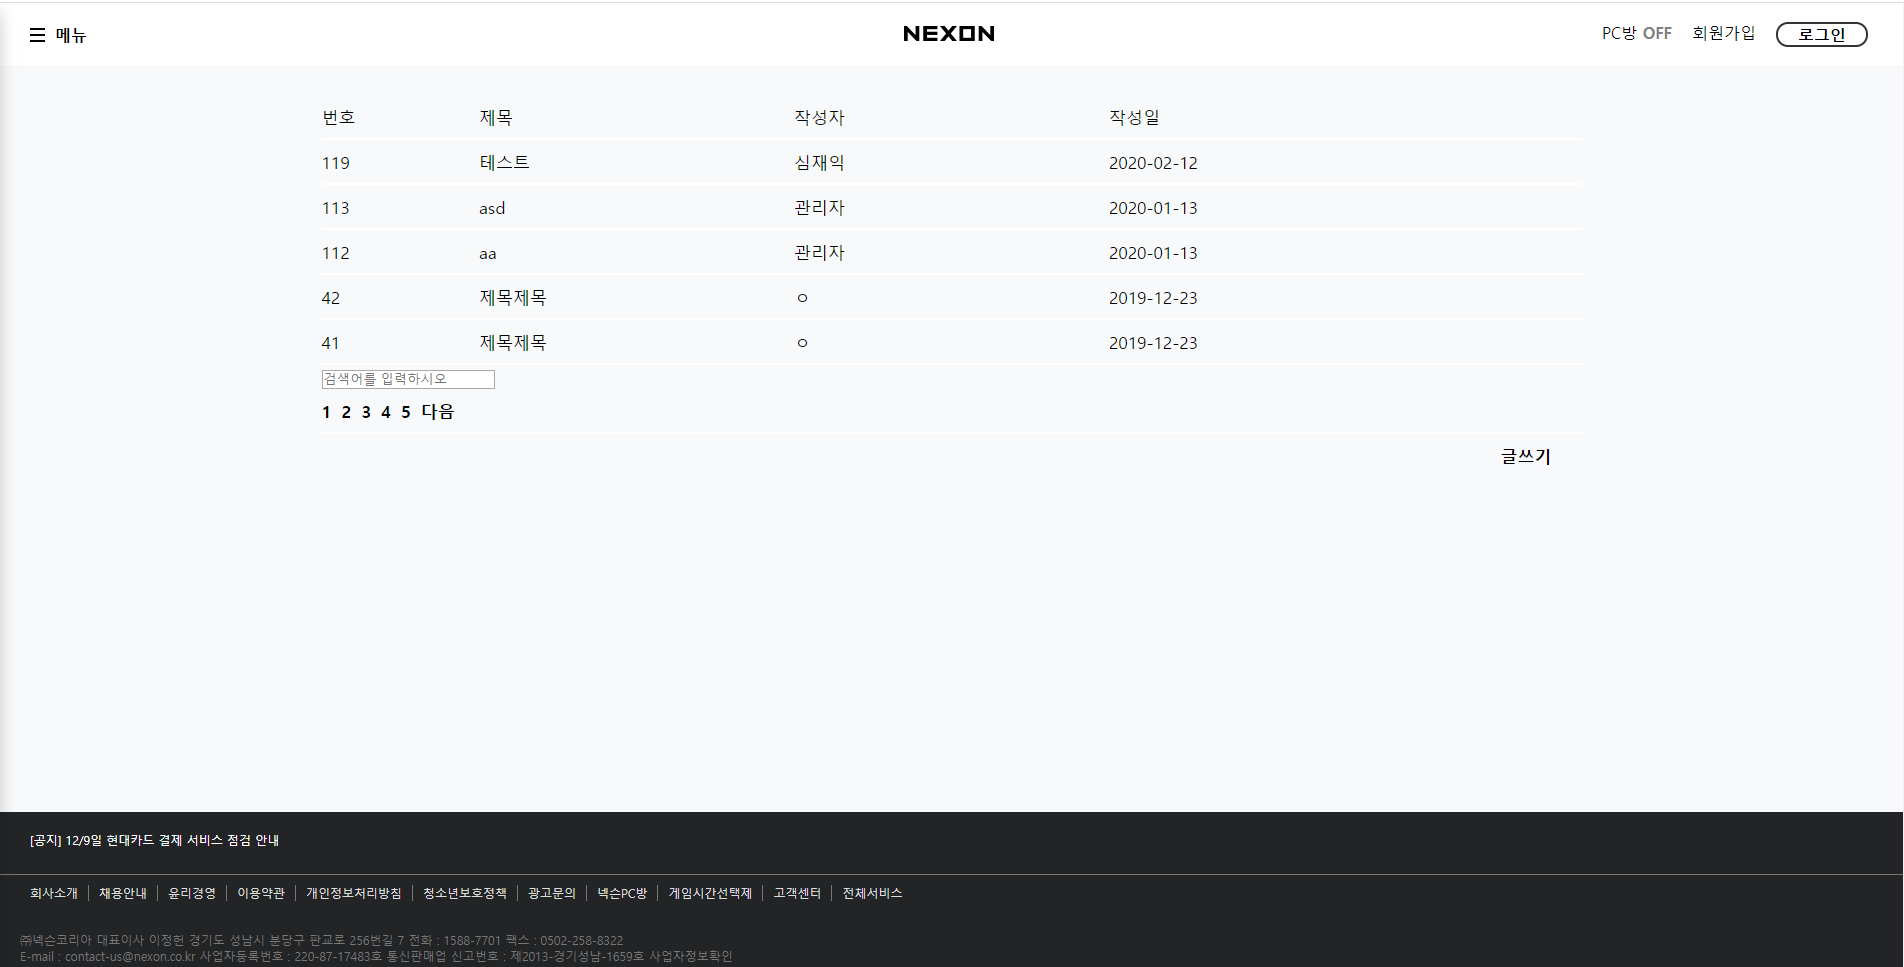 메뉴 NEXON PC방 OFF 회원가입 로그인
번호 제목 작성자 작성일
119 테스트 심재익 2020-02-12
113 asd 관리자 2020-01-13
112 aa 관리자 2020-01-13
42 제목제목 ㅇ 2019-12-23
41 제목제목 ㅇ 2019-12-23
검색어를 입력하시오
1 2 3 4 5 다음
글쓰기
[공지] 12/9일 현대카드 결제 서비스 점검 안내
회사소개 채용안내 윤리경영 이용약관 개인정보처리방침 청소년보호정책 광고문의 넥슨PC방 게임시간선택제 고객센터 전체서비스
㈜넥슨코리아 대표이사 이정헌 경기도 성남시 분당구 판교로 256번길 7 전화 : 1588-7701 팩스 : 0502-258-8322
E-mail : contact-us@nexon.co.kr 사업자등록번호 : 220-87-17483호 통신판매업 신고번호 : 제2013-경기성남-1659호 사업자정보확인